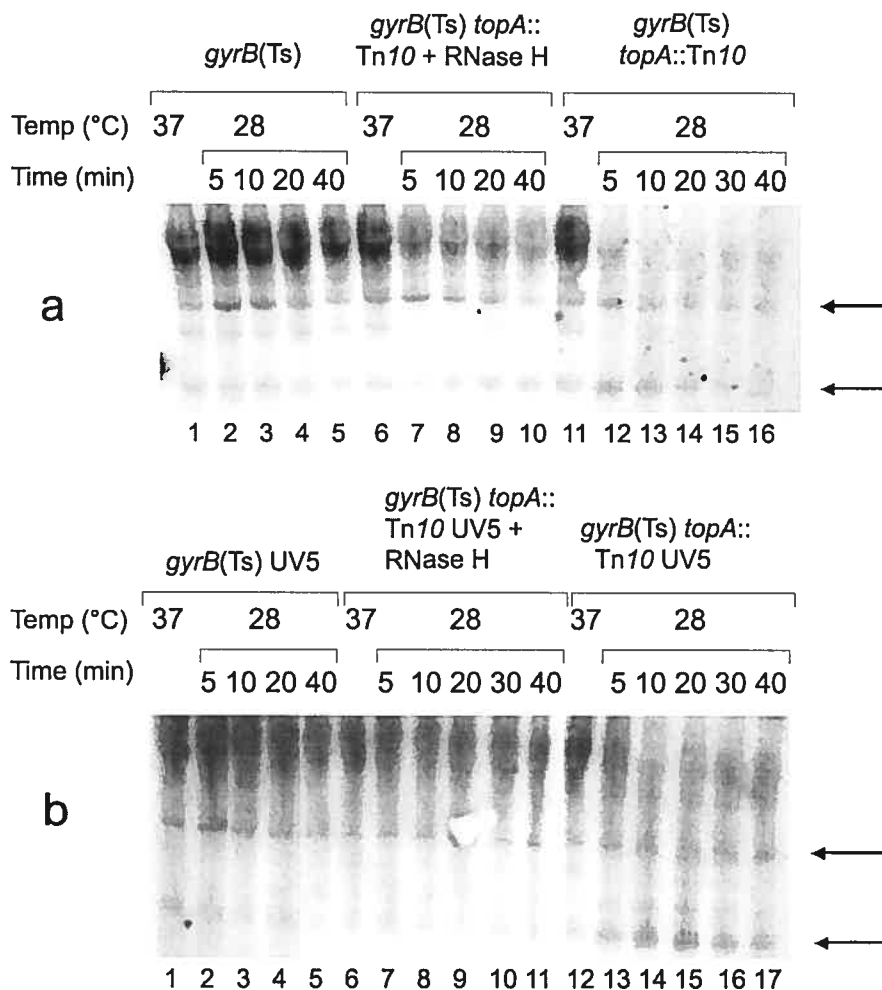 gyrB(Ts) topA:: gyrB(Ts)
gyrB(Ts) Tn10 + RNase H topA::Tn10
Temp (°C) 37 28 37 28 37 28
Time (min) 5 10 20 40 5 10 20 40 5 10 20 30 40
a
1 2 3 4 5 6 7 8 9 10 11 12 13 14 15 16
gyrB(Ts) topA::
Tn10 UV5 + gyrB(Ts) topA::
gyrB(Ts) UV5 RNase H Tn10 UV5
Temp (°C) 37 28 37 28 37 28
Time (min) 5 10 20 40 5 10 20 30 40 5 10 20 30 40
b
1 2 3 4 5 6 7 8 9 10 11 12 13 14 15 16 17